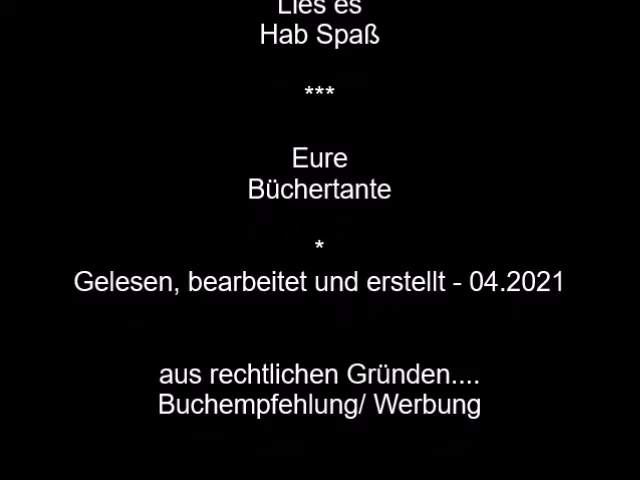 Lies es
Hab Spaß
***
Eure
Büchertante
*
Gelesen, bearbeitet und erstellt - 04.2021
aus rechtlichen Gründen....
Buchempfehlung/ Werbung